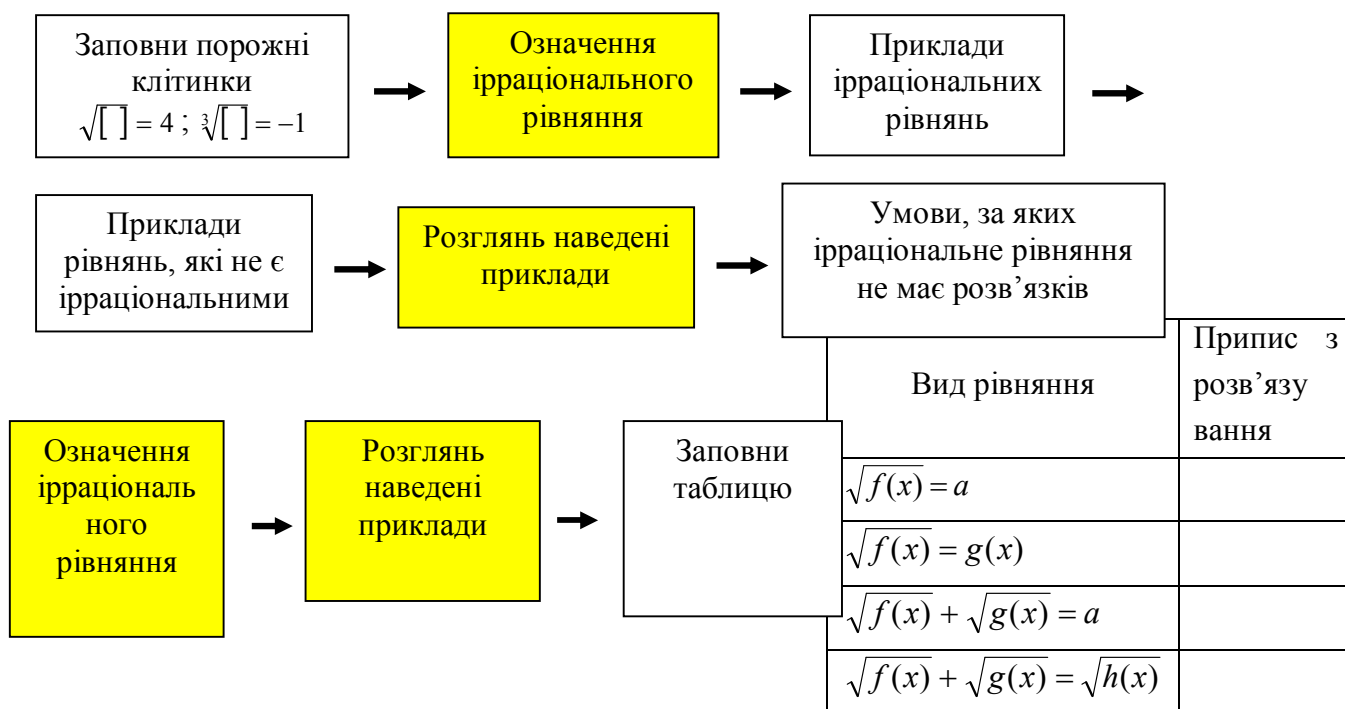 Заповни порожні
клітинки
√[ ] = 4 ; ∛[ ] = −1
Означення
ірраціонального
рівняння
Приклади
ірраціональних
рівнянь
Приклади
рівнянь, які не є
ірраціональними
Розглянь наведені
приклади
Умови, за яких
ірраціональне рівняння
не має розв’язків
Означення
ірраціональ
ного
рівняння
Розглянь
наведені
приклади
Заповни
таблицю
Вид рівняння
Припис з
розв’язу
вання
√f(x) = a
√f(x) = g(x)
√f(x) + √g(x) = a
√f(x) + √g(x) = √h(x)